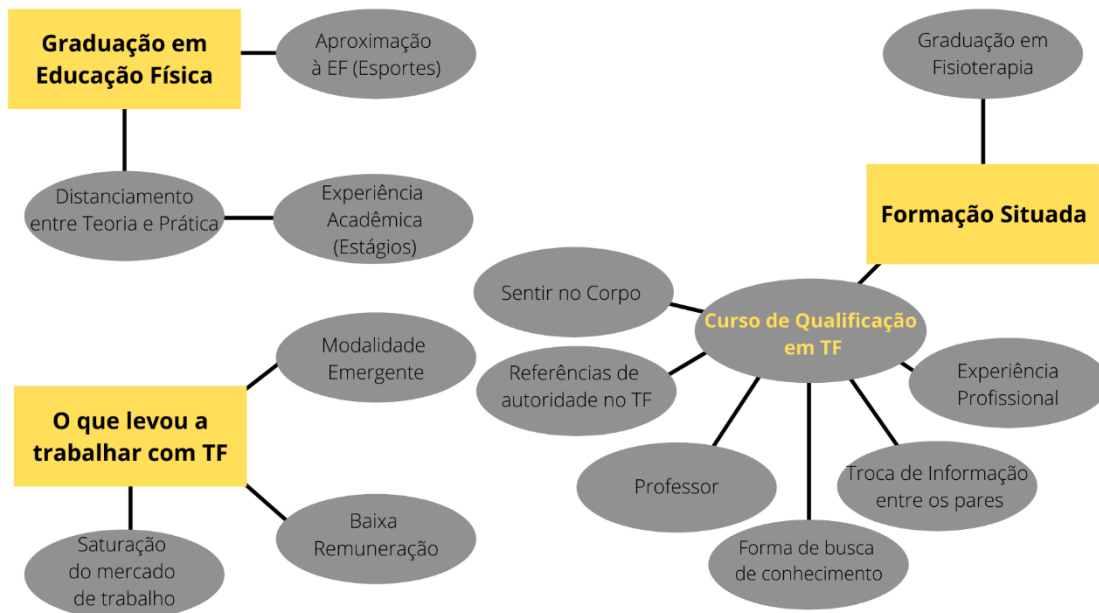 Graduação em
Educação Física
Aproximação
à EF (Esportes)
Distanciamento
entre Teoria e Prática
Experiência
Acadêmica
(Estágios)
O que levou a
trabalhar com TF
Modalidade
Emergente
Baixa
Remuneração
Saturação
do mercado
de trabalho
Graduação em
Fisioterapia
Formação Situada
Curso de Qualificação
em TF
Sentir no Corpo
Referências de
autoridade no TF
Professor
Forma de busca
de conhecimento
Troca de Informação
entre os pares
Experiência
Profissional